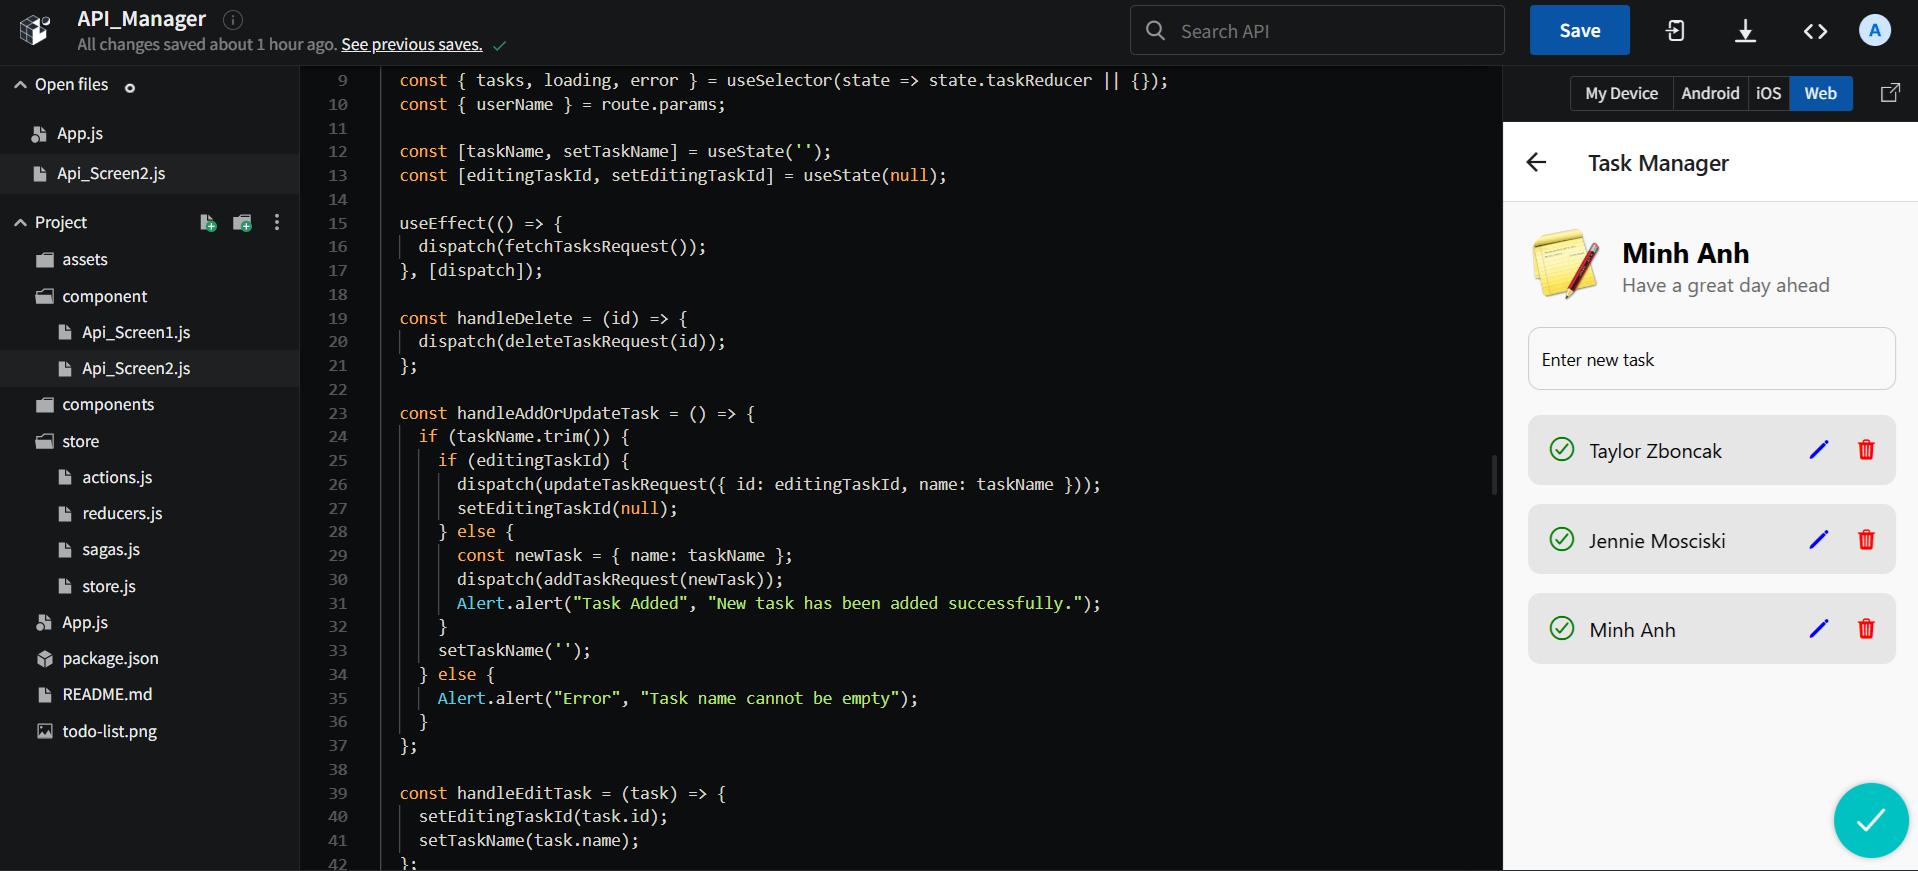 API_Manager
All changes saved about 1 hour ago. See previous saves.
Search API
Save
A
Open files
App.js
Api_Screen2.js
Project
assets
component
Api_Screen1.js
Api_Screen2.js
components
store
actions.js
reducers.js
sagas.js
store.js
App.js
package.json
README.md
todo-list.png
9 const { tasks, loading, error } = useSelector(state => state.taskReducer || {});
10 const { userName } = route.params;
11
12 const [taskName, setTaskName] = useState('');
13 const [editingTaskId, setEditingTaskId] = useState(null);
14
15 useEffect(() => {
16 dispatch(fetchTasksRequest());
17 }, [dispatch]);
18
19 const handleDelete = (id) => {
20 dispatch(deleteTaskRequest(id));
21 };
22
23 const handleAddOrUpdateTask = () => {
24 if (taskName.trim()) {
25 if (editingTaskId) {
26 dispatch(updateTaskRequest({ id: editingTaskId, name: taskName }));
27 setEditingTaskId(null);
28 } else {
29 const newTask = { name: taskName };
30 dispatch(addTaskRequest(newTask));
31 Alert.alert("Task Added", "New task has been added successfully.");
32 }
33 setTaskName('');
34 } else {
35 Alert.alert("Error", "Task name cannot be empty");
36 }
37 };
38
39 const handleEditTask = (task) => {
40 setEditingTaskId(task.id);
41 setTaskName(task.name);
42 };
My Device
Android
iOS
Web
Task Manager
Minh Anh
Have a great day ahead
Enter new task
Taylor Zboncak
Jennie Mosciski
Minh Anh